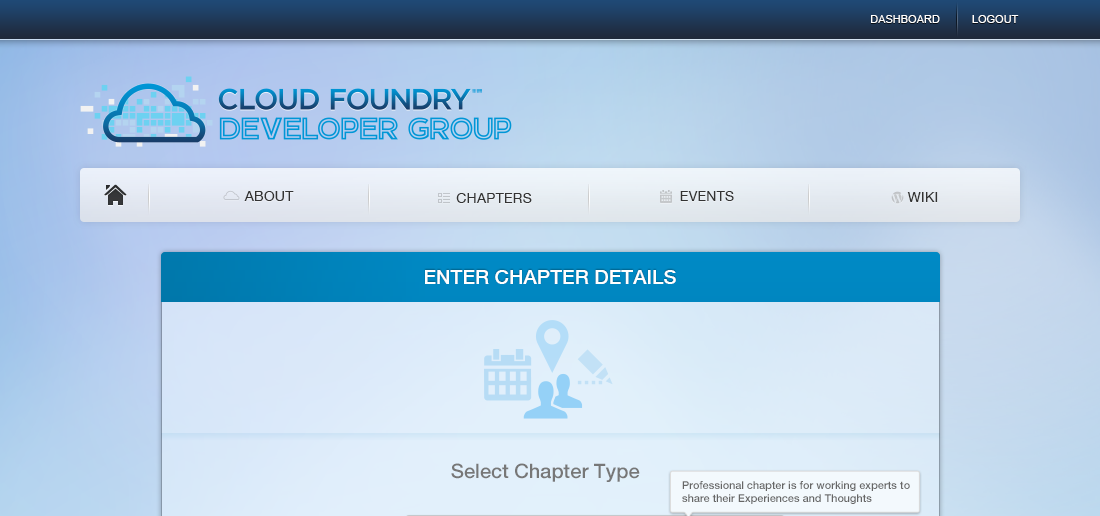 DASHBOARD
LOGOUT
CLOUD FOUNDRY™
DEVELOPER GROUP
ABOUT
CHAPTERS
EVENTS
WIKI
ENTER CHAPTER DETAILS
Select Chapter Type
Professional chapter is for working experts to
share their Experiences and Thoughts